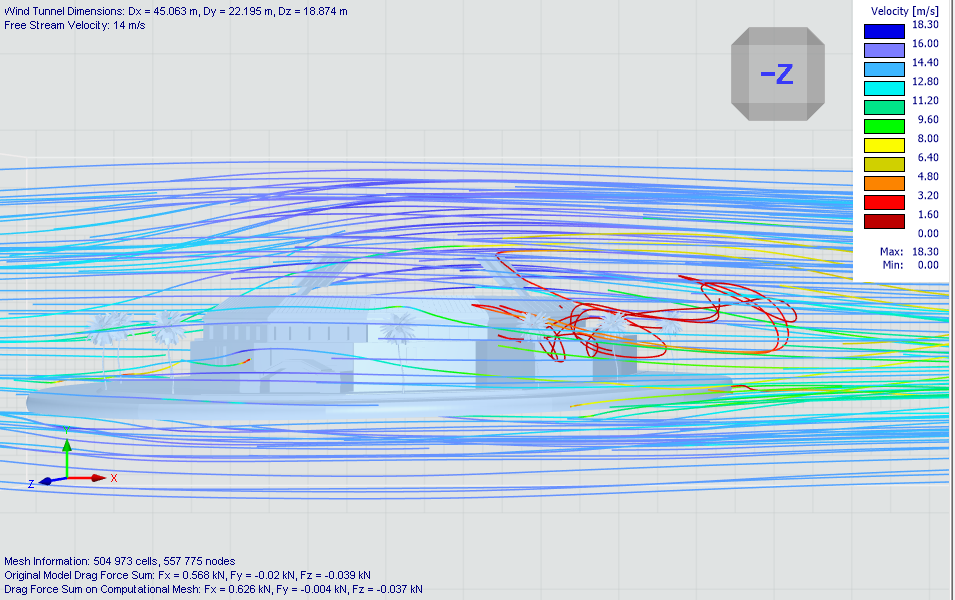 Wind Tunnel Dimensions: Dx = 45.063 m, Dy = 22.195 m, Dz = 18.874 m
Free Stream Velocity: 14 m/s
Velocity [m/s]
18.30
16.00
14.40
12.80
11.20
9.60
8.00
6.40
4.80
3.20
1.60
0.00
Max: 18.30
Min: 0.00
-Z
Y
Z
X
Mesh Information: 504 973 cells, 557 775 nodes
Original Model Drag Force Sum: Fx = 0.568 kN, Fy = -0.02 kN, Fz = -0.039 kN
Drag Force Sum on Computational Mesh: Fx = 0.626 kN, Fy = -0.004 kN, Fz = -0.037 kN